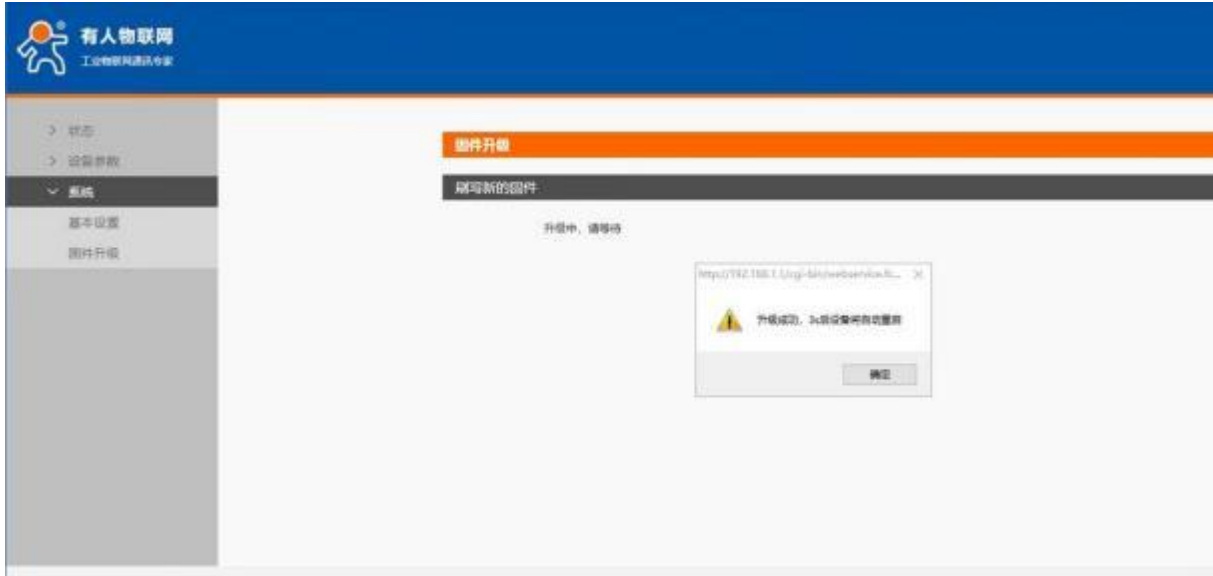 有人物联网
工业物联网通讯专家
状态
设备参数
系统
基本设置
固件升级
固件升级
刷写新的固件
升级中，请等待
升级成功，3s后设备将自动重启
确定